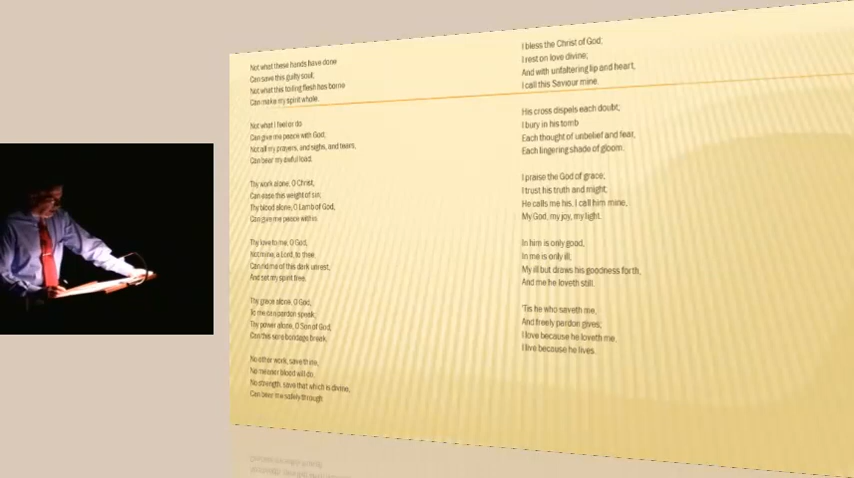 Not what these hands have done
Can save this guilty soul;
Not what this toiling flesh has borne
Can make my spirit whole.
Not what I feel or do
Can give me peace with God;
Not all my prayers, and sighs, and tears,
Can bear my awful load.
Thy work alone, O Christ,
Can ease this weight of sin;
Thy blood alone, O Lamb of God,
Can give me peace within.
Thy love to me, O God,
Not mine, O Lord, to thee,
Can rid me of this dark unrest,
And set my spirit free.
Thy grace alone, O God,
To me can pardon speak;
Thy power alone, O Son of God,
Can this sore bondage break.
No other work, save thine,
No meaner blood will do;
No strength, save that which is divine,
Can bear me safely through.
I bless the Christ of God;
I rest on love divine;
And with unfaltering lip and heart,
I call this Saviour mine.
His cross dispels each doubt;
I bury in his tomb
Each thought of unbelief and fear,
Each lingering shade of gloom.
I praise the God of grace;
I trust his truth and might;
He calls me his, I call him mine,
My God, my joy, my light.
In him is only good,
In me is only ill;
My ill but draws his goodness forth,
And me he loveth still.
'Tis he who saveth me,
And freely pardon gives;
I love because he loveth me,
I live because he lives.